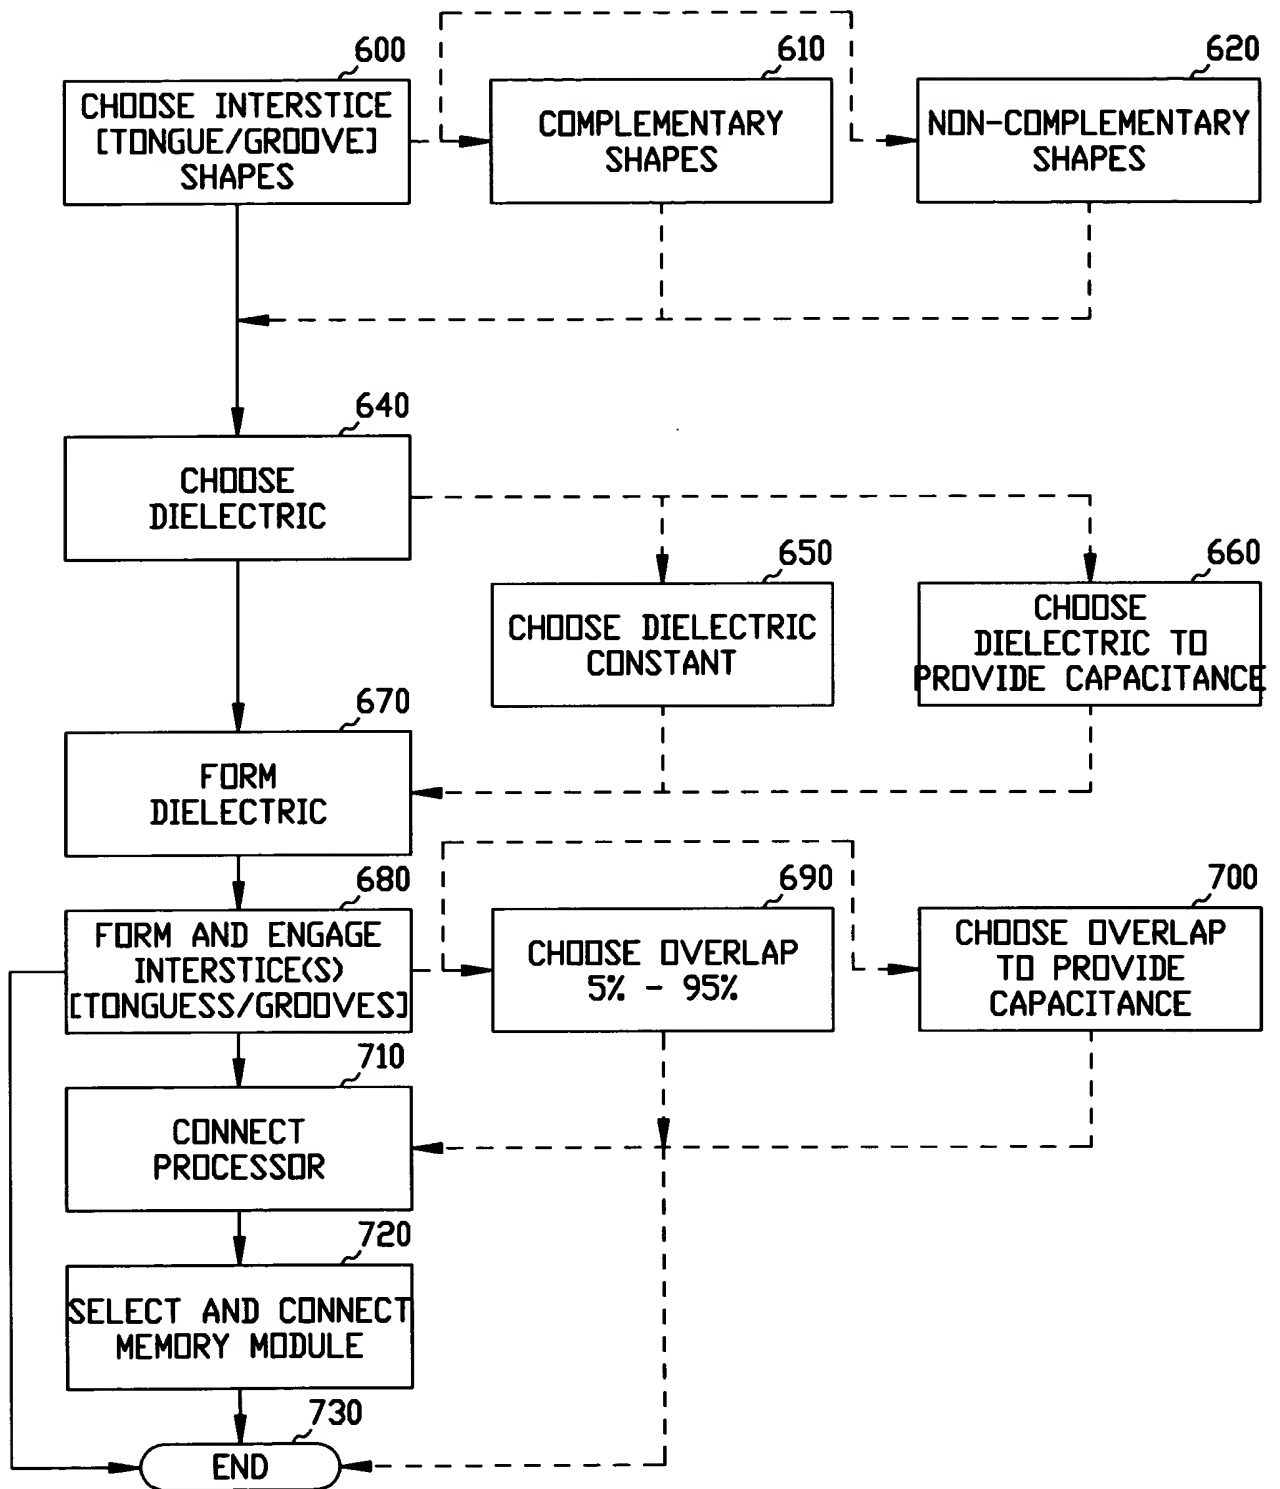 600
CHOOSE INTERSTICE
[TONGUE/GROOVE]
SHAPES
610
COMPLEMENTARY
SHAPES
620
NON-COMPLEMENTARY
SHAPES
640
CHOOSE
DIELECTRIC
650
CHOOSE DIELECTRIC
CONSTANT
660
CHOOSE
DIELECTRIC TO
PROVIDE CAPACITANCE
670
FORM
DIELECTRIC
680
FORM AND ENGAGE
INTERSTICE(S)
[TONGUESS/GROOVES]
690
CHOOSE OVERLAP
5% - 95%
700
CHOOSE OVERLAP
TO PROVIDE
CAPACITANCE
710
CONNECT
PROCESSOR
720
SELECT AND CONNECT
MEMORY MODULE
730
END